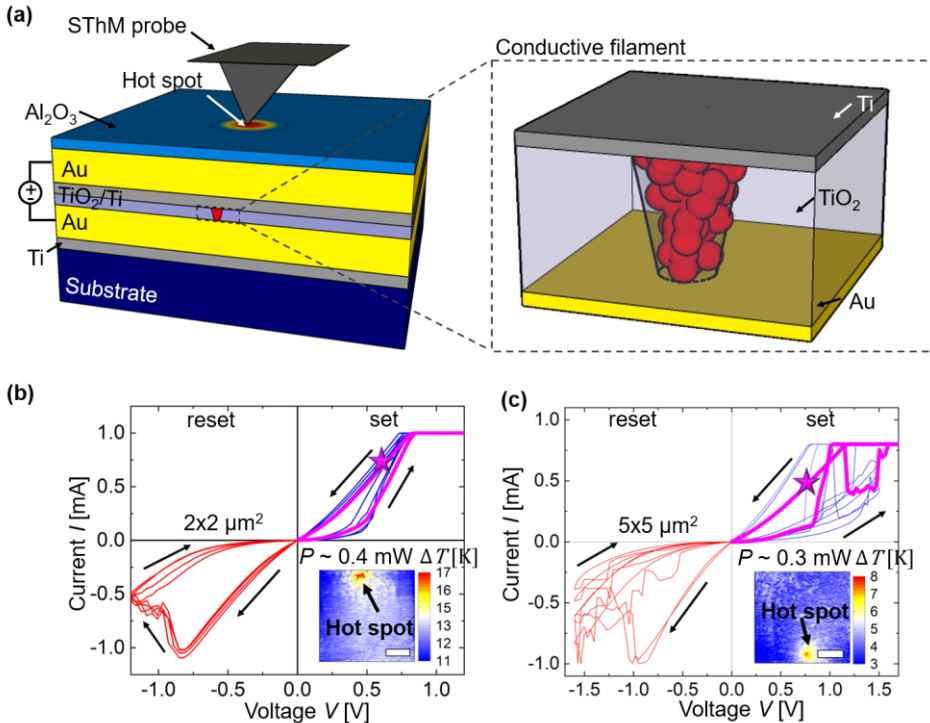 (a)
SThM probe
Hot spot
Al₂O₃
Au
TiO₂/Ti
Au
Ti
Substrate
Conductive filament
Ti
TiO₂
Au
(b)
reset set
1.0
0.5
0.0
-0.5
-1.0
Current I [mA]
2x2 μm²
P ~ 0.4 mW ΔT [K]
17
16
15
14
13
12
11
Hot spot
-1.0 -0.5 0.0 0.5 1.0
Voltage V [V]
(c)
reset set
1.0
0.5
0.0
-0.5
-1.0
Current I [mA]
5x5 μm²
P ~ 0.3 mW ΔT [K]
8
7
6
5
4
3
Hot spot
-1.5 -1.0 -0.5 0.0 0.5 1.0 1.5
Voltage V [V]